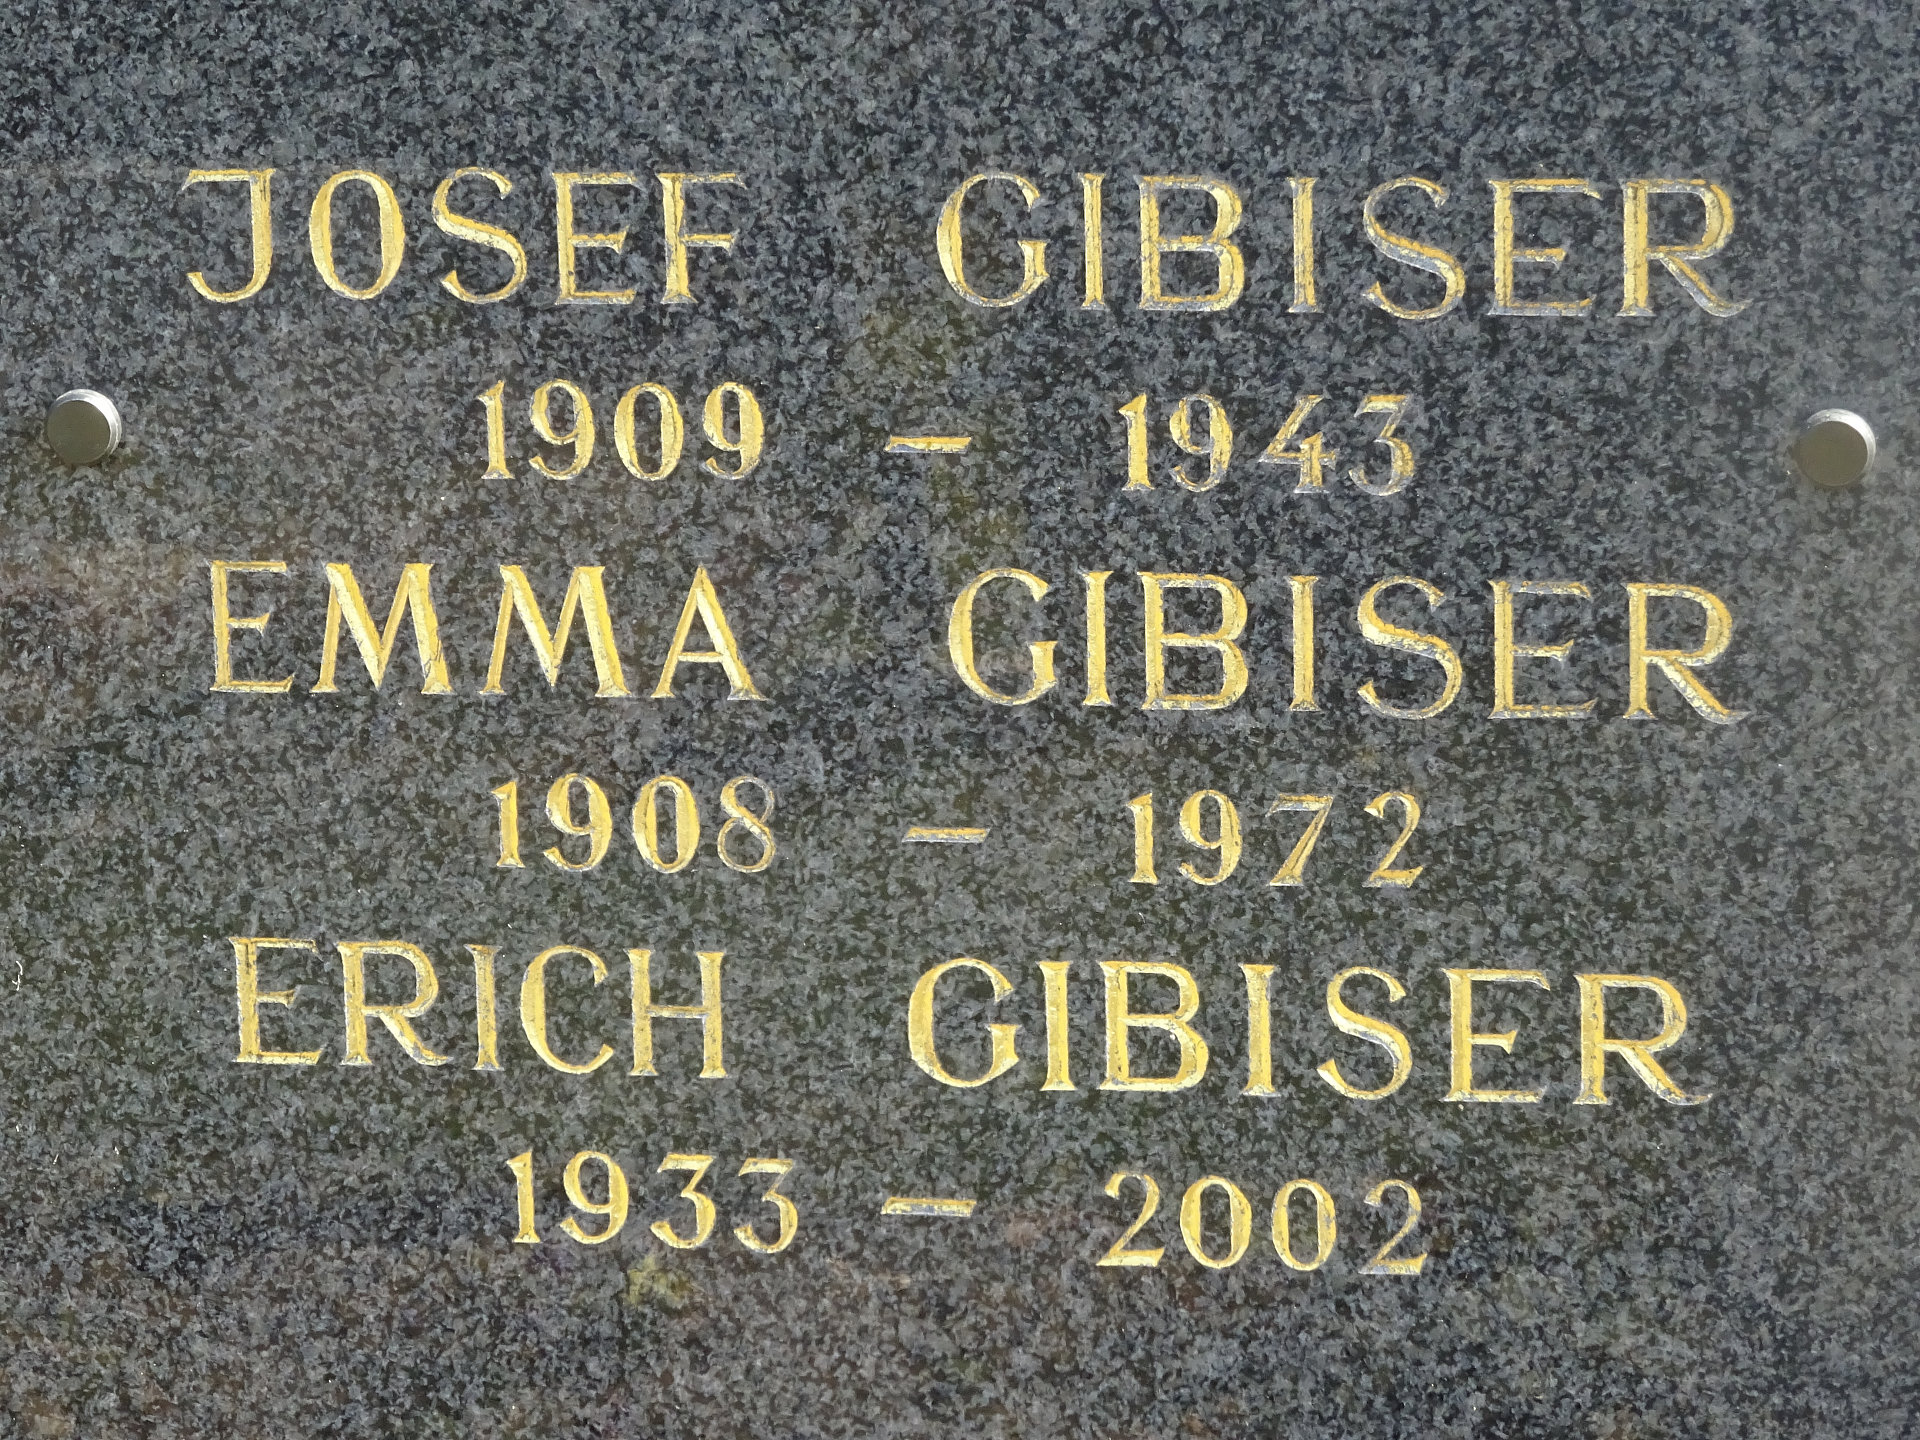 JOSEF GIBISER
1909 – 1943
EMMA GIBISER
1908 – 1972
ERICH GIBISER
1933 – 2002